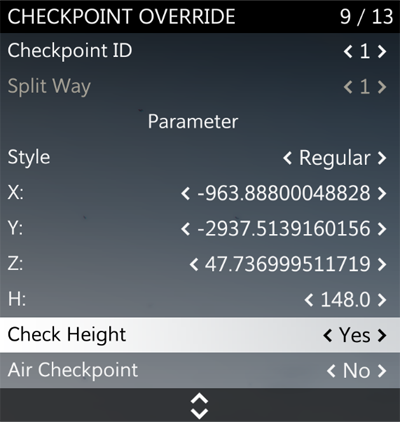 CHECKPOINT OVERRIDE 9 / 13
Checkpoint ID < 1 >
Split Way < 1 >
Parameter
Style < Regular >
X: < -963.88800048828 >
Y: < -2937.5139160156 >
Z: < 47.736999511719 >
H: < 148.0 >
Check Height < Yes >
Air Checkpoint < No >